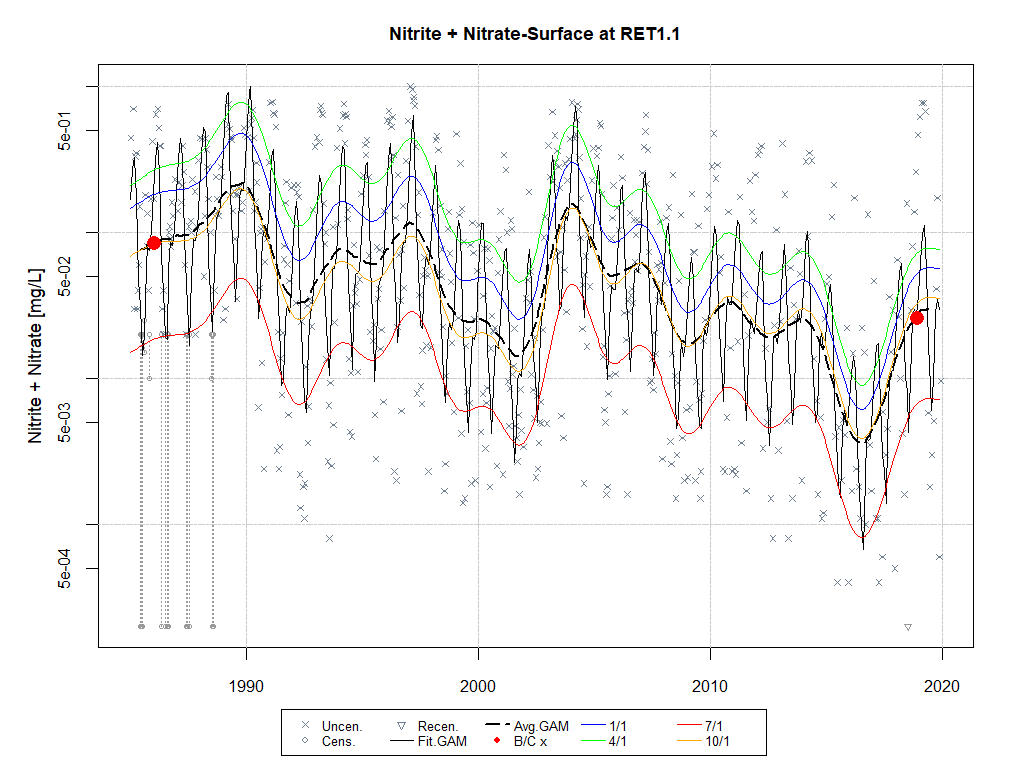 Nitrite + Nitrate-Surface at RET1.1
Nitrite + Nitrate [mg/L]
5e-01
5e-02
5e-03
5e-04
1990 2000 2010 2020
Uncen. Recen. Avg.GAM 1/1 7/1
Cens. Fit.GAM B/C x 4/1 10/1